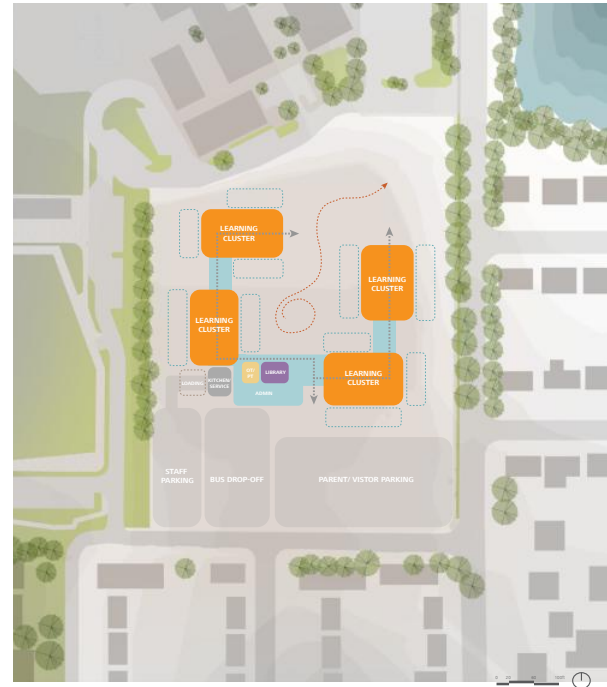 LEARNING
CLUSTER
LEARNING
CLUSTER
LEARNING
CLUSTER
LOADING
KITCHEN/
SERVICE
LIBRARY
LEARNING
CLUSTER
ADMIN
STAFF
PARKING
BUS DROP-OFF
PARENT/ VISTOR PARKING